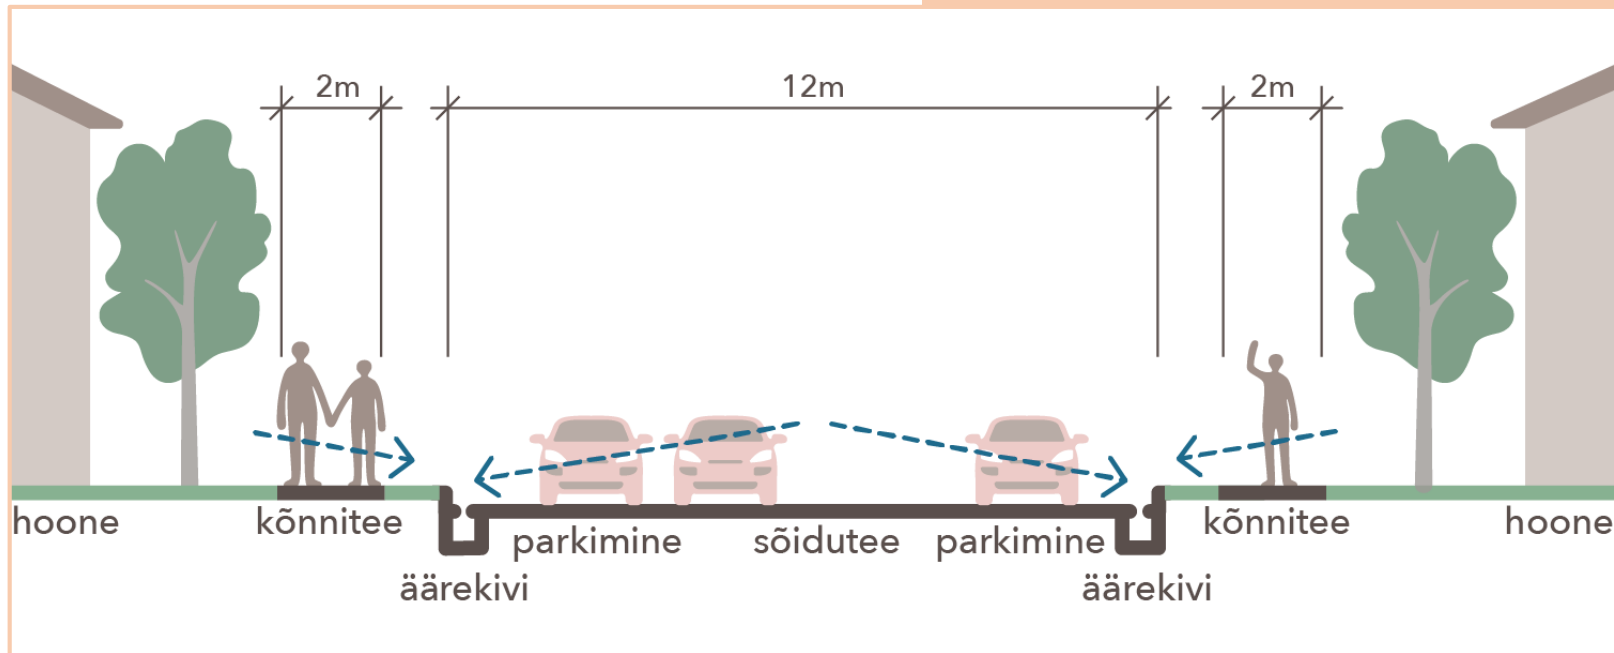 2m 12m 2m
hoone kõnnitee kõnnitee hoone
parkimine sõidutee parkimine
äärekivi äärekivi